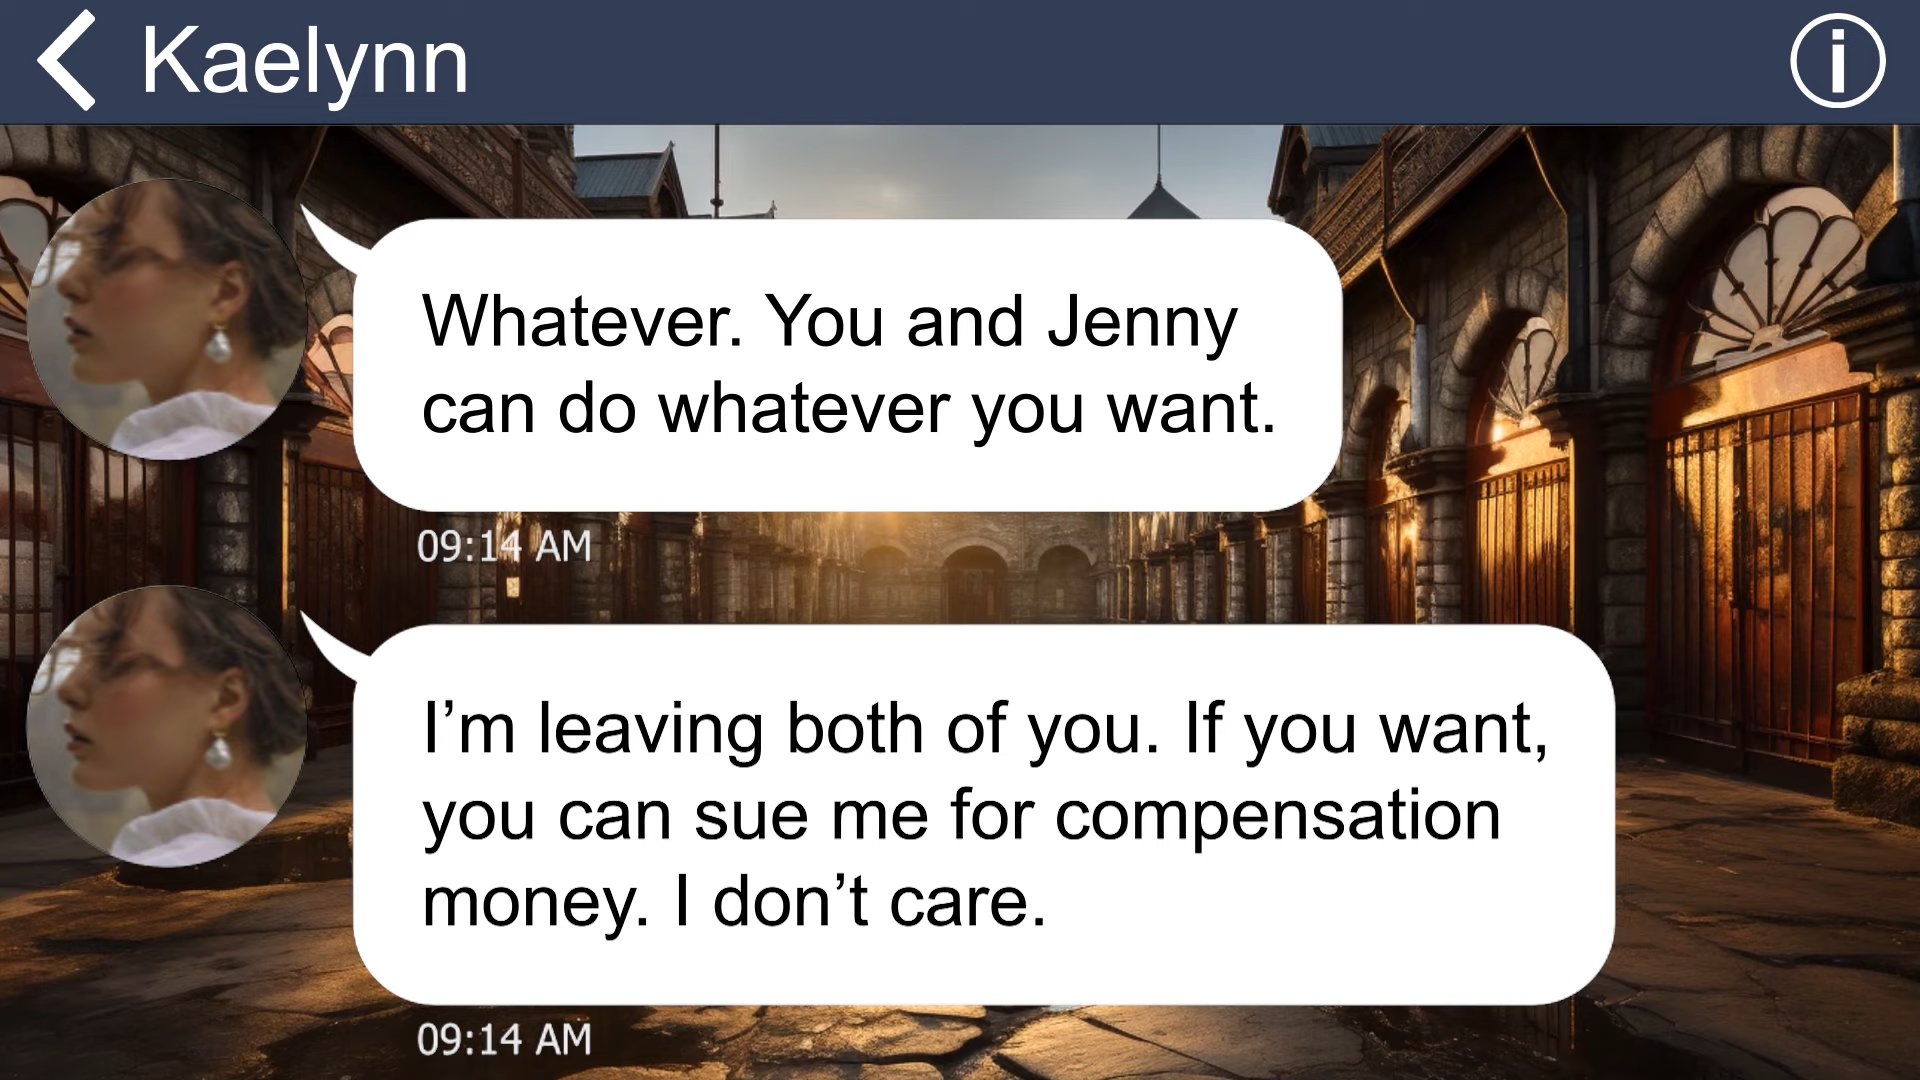 Kaelynn
Whatever. You and Jenny
can do whatever you want.
09:14 AM
I’m leaving both of you. If you want,
you can sue me for compensation
money. I don’t care.
09:14 AM